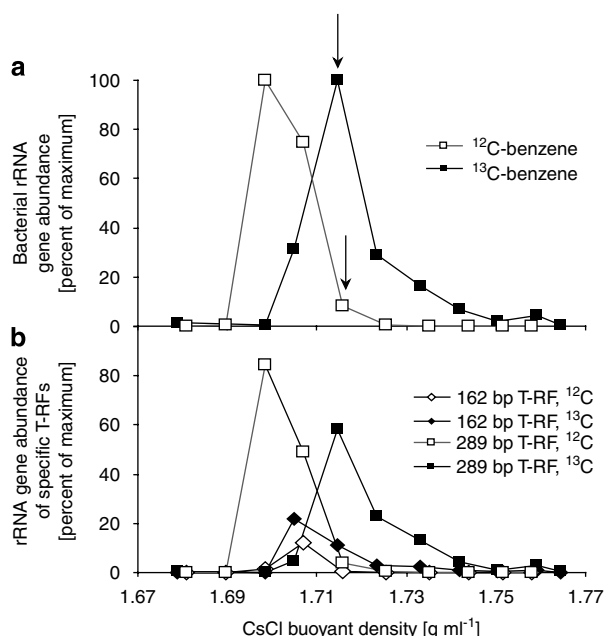 a
100
80
60
40
20
0
Bacterial rRNA
gene abundance
[percent of maximum]
¹²C-benzene
¹³C-benzene
b
80
60
40
20
0
rRNA gene abundance
of specific T-RFs
[percent of maximum]
162 bp T-RF, ¹²C
162 bp T-RF, ¹³C
289 bp T-RF, ¹²C
289 bp T-RF, ¹³C
1.67 1.69 1.71 1.73 1.75 1.77
CsCl buoyant density [g ml⁻¹]